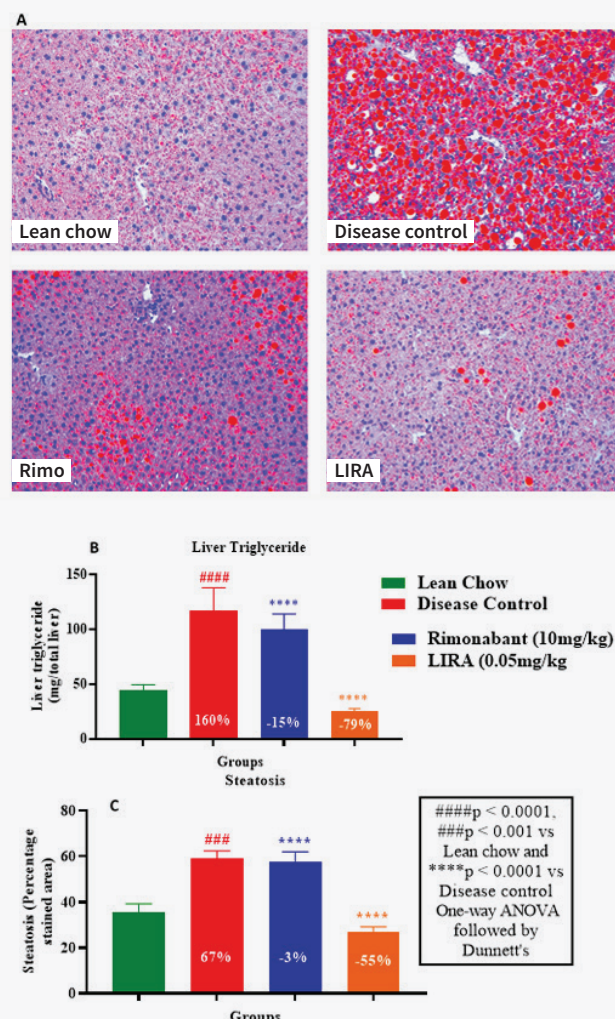 A
Lean chow
Disease control
Rimo
LIRA
B
Liver Triglyceride
Liver triglyceride
(mg/total liver)
150
100
50
0
####
****
****
160%
-15%
-79%
Groups
Lean Chow
Disease Control
Rimonabant (10mg/kg)
LIRA (0.05mg/kg
Steatosis
C
Steatosis (Percentage
stained area)
80
60
40
20
0
###
****
****
67%
-3%
-55%
Groups
####p < 0.0001,
###p < 0.001 vs
Lean chow and
****p < 0.0001 vs
Disease control
One-way ANOVA
followed by
Dunnett's